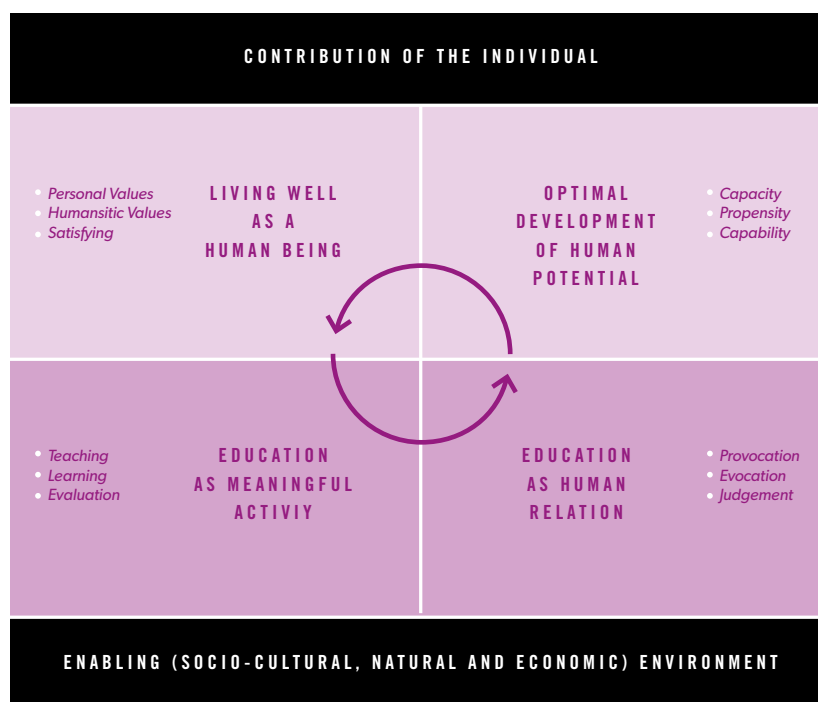 CONTRIBUTION OF THE INDIVIDUAL
Personal Values
Humansitic Values
Satisfying
LIVING WELL
AS A
HUMAN BEING
OPTIMAL
DEVELOPMENT
OF HUMAN
POTENTIAL
Capacity
Propensity
Capability
Teaching
Learning
Evaluation
EDUCATION
AS MEANINGFUL
ACTIVIY
EDUCATION
AS HUMAN
RELATION
Provocation
Evocation
Judgement
ENABLING (SOCIO-CULTURAL, NATURAL AND ECONOMIC) ENVIRONMENT